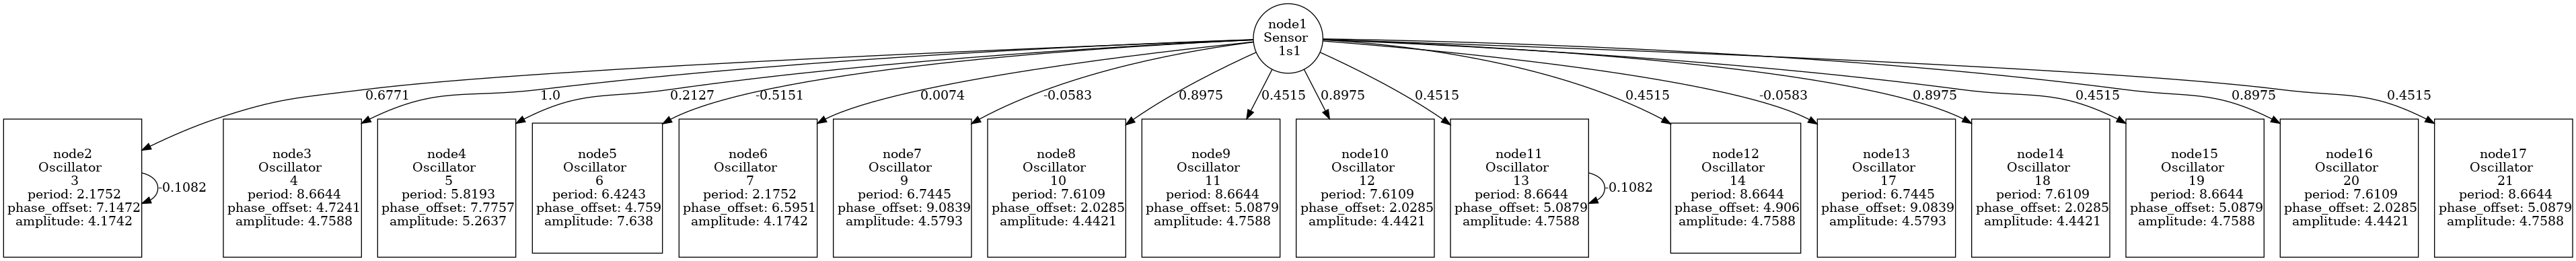 node1
Sensor
1s1
0.6771
1.0
0.2127
-0.5151
0.0074
-0.0583
0.8975
0.4515
0.8975
0.4515
0.4515
-0.0583
0.8975
0.4515
0.8975
0.4515
node2
Oscillator
3
period: 2.1752
phase_offset: 7.1472
amplitude: 4.1742
-0.1082
node3
Oscillator
4
period: 8.6644
phase_offset: 4.7241
amplitude: 4.7588
node4
Oscillator
5
period: 5.8193
phase_offset: 7.7757
amplitude: 5.2637
node5
Oscillator
6
period: 6.4243
phase_offset: 4.759
amplitude: 7.638
node6
Oscillator
7
period: 2.1752
phase_offset: 6.5951
amplitude: 4.1742
node7
Oscillator
9
period: 6.7445
phase_offset: 9.0839
amplitude: 4.5793
node8
Oscillator
10
period: 7.6109
phase_offset: 2.0285
amplitude: 4.4421
node9
Oscillator
11
period: 8.6644
phase_offset: 5.0879
amplitude: 4.7588
node10
Oscillator
12
period: 7.6109
phase_offset: 2.0285
amplitude: 4.4421
node11
Oscillator
13
period: 8.6644
phase_offset: 5.0879
amplitude: 4.7588
-0.1082
node12
Oscillator
14
period: 8.6644
phase_offset: 4.906
amplitude: 4.7588
node13
Oscillator
17
period: 6.7445
phase_offset: 9.0839
amplitude: 4.5793
node14
Oscillator
18
period: 7.6109
phase_offset: 2.0285
amplitude: 4.4421
node15
Oscillator
19
period: 8.6644
phase_offset: 5.0879
amplitude: 4.7588
node16
Oscillator
20
period: 7.6109
phase_offset: 2.0285
amplitude: 4.4421
node17
Oscillator
21
period: 8.6644
phase_offset: 5.0879
amplitude: 4.7588